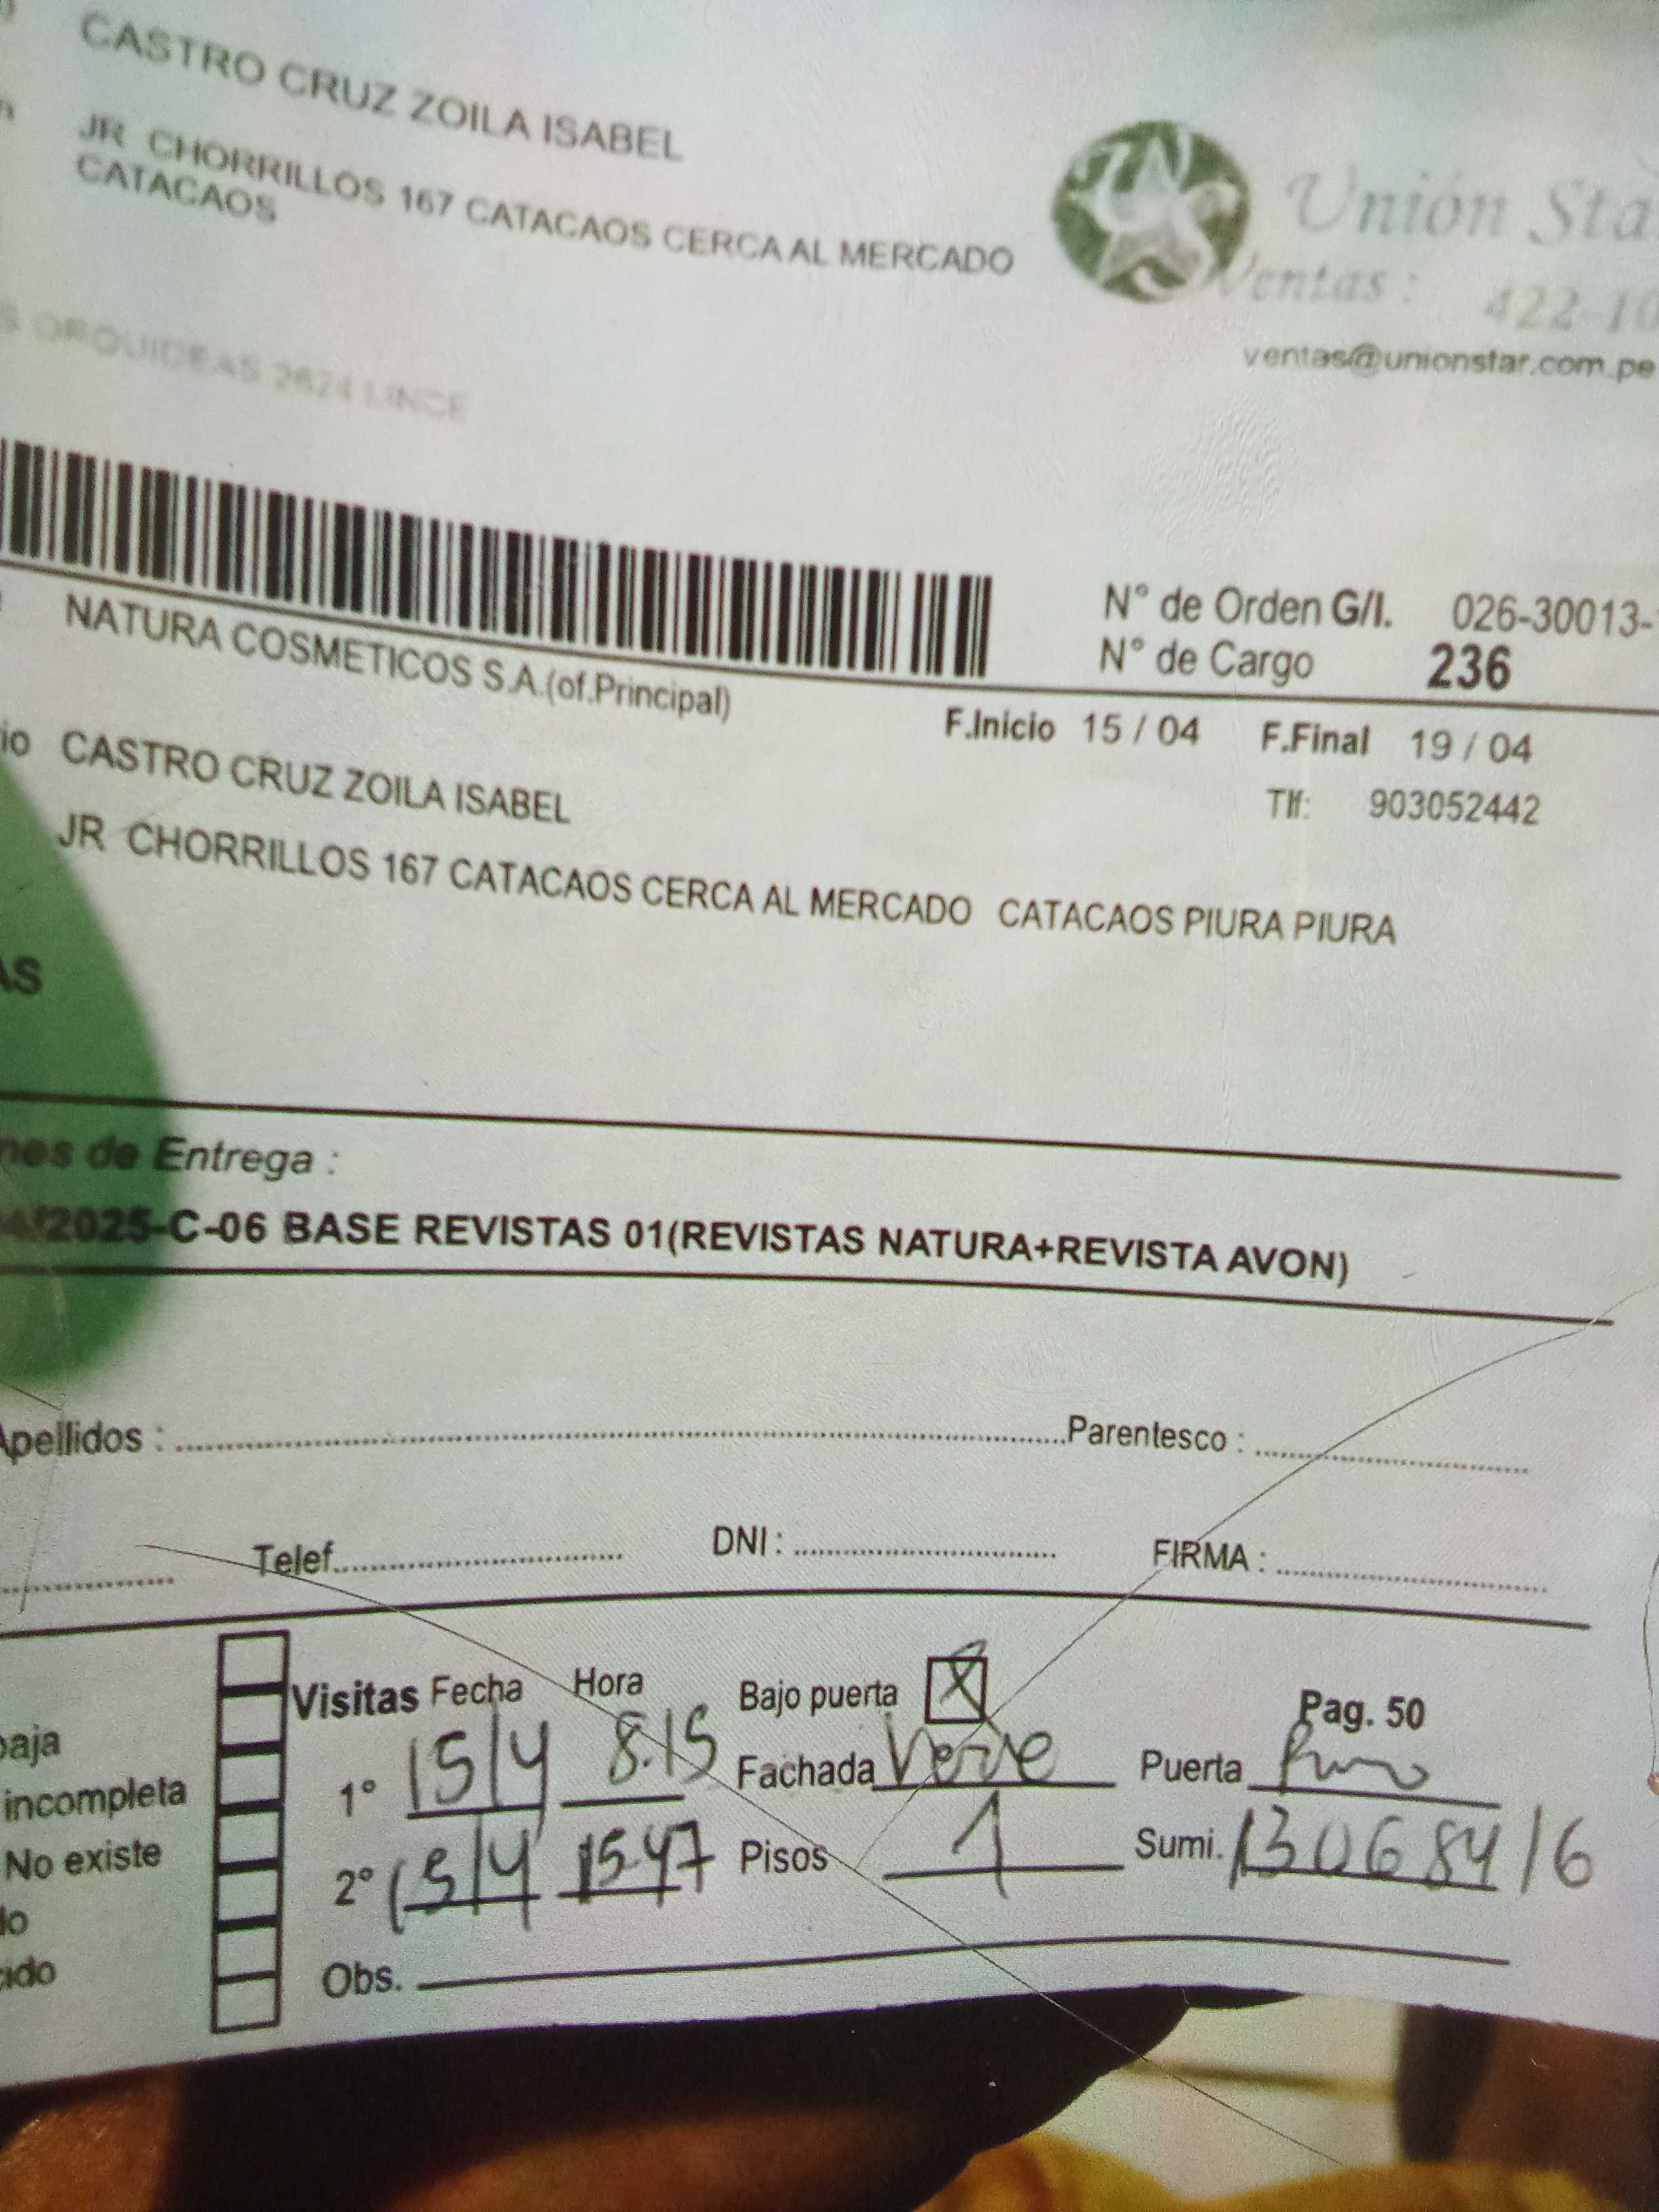 CASTRO CRUZ ZOILA ISABEL
JR CHORRILLOS 167 CATACAOS CERCA AL MERCADO
CATACAOS
Unión Sta
Ventas : 422-10
ventas@unionstar.com.pe
ORQUIDEAS 2624 LINCE
N° de Orden G/I. 026-30013-
N° de Cargo 236
NATURA COSMETICOS S.A.(of.Principal)
F.Inicio 15 / 04 F.Final 19 / 04
io CASTRO CRUZ ZOILA ISABEL
Tlf: 903052442
JR CHORRILLOS 167 CATACAOS CERCA AL MERCADO CATACAOS PIURA PIURA
AS
nes de Entrega :
4/2025-C-06 BASE REVISTAS 01(REVISTAS NATURA+REVISTA AVON)
Apellidos : Parentesco :
Telef. DNI : FIRMA :
Visitas Fecha Hora Bajo puerta X Pag. 50
baja
1° 15/4 8:15 Fachada Verde Puerta
incompleta
No existe
2° 15/4 15:47 Pisos 1 Sumi. 13068416
do
cido
Obs.